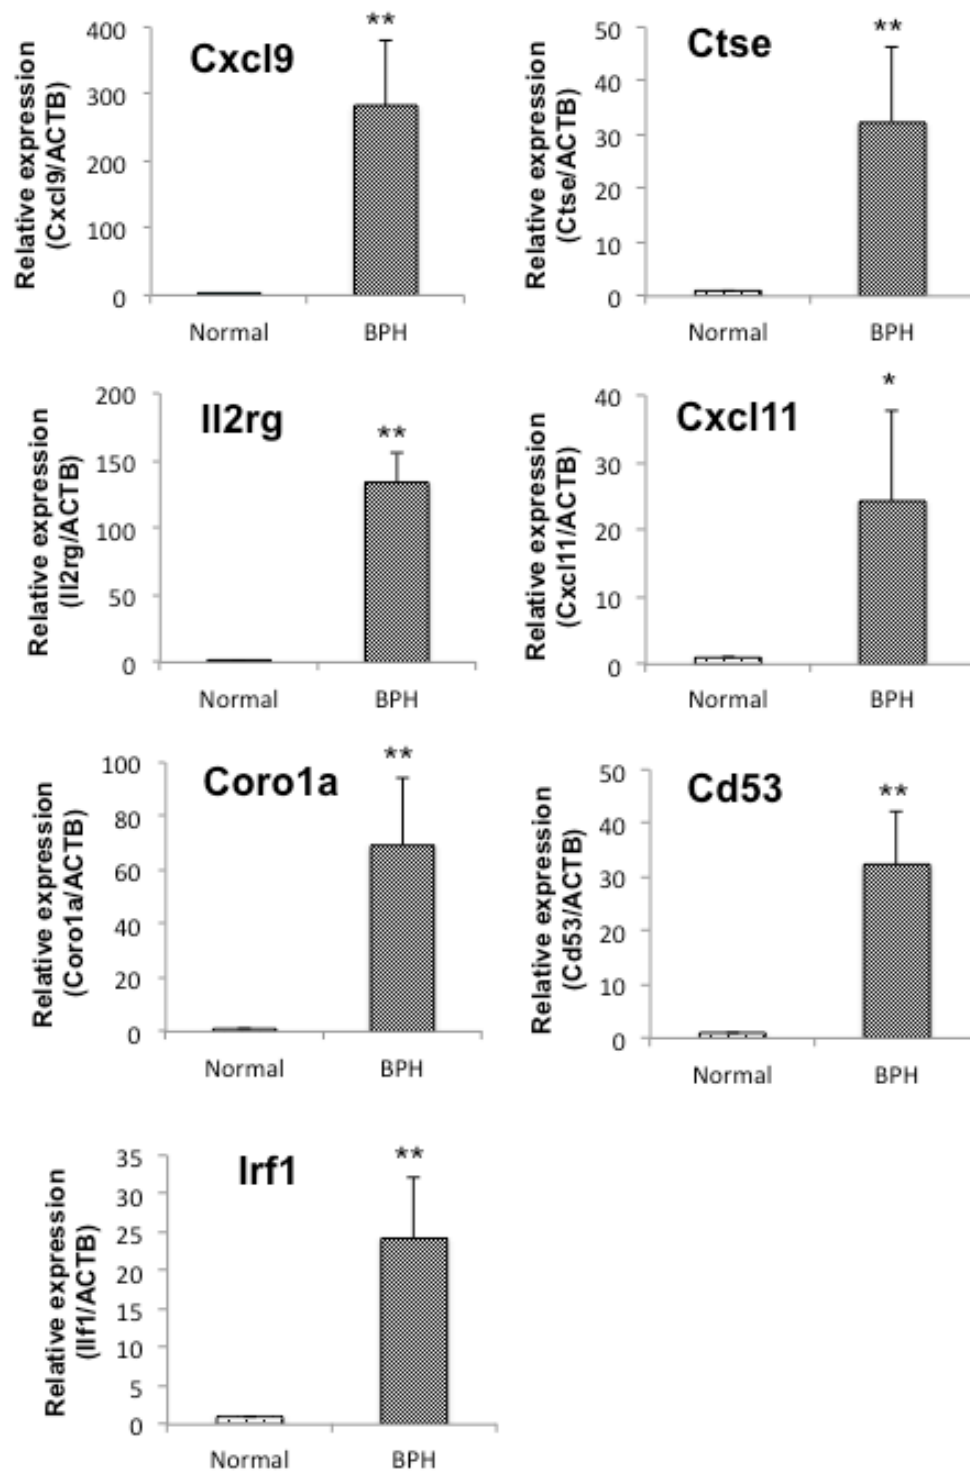 Cxcl9
**
Relative expression
(Cxcl9/ACTB)
400
300
200
100
0
Normal BPH
Ctse
**
Relative expression
(Ctse/ACTB)
50
40
30
20
10
0
Normal BPH
Il2rg
**
Relative expression
(Il2rg/ACTB)
200
150
100
50
0
Normal BPH
Cxcl11
*
Relative expression
(Cxcl11/ACTB)
40
30
20
10
0
Normal BPH
Coro1a
**
Relative expression
(Coro1a/ACTB)
100
80
60
40
20
0
Normal BPH
Cd53
**
Relative expression
(Cd53/ACTB)
50
40
30
20
10
0
Normal BPH
Irf1
**
Relative expression
(IIf1/ACTB)
35
30
25
20
15
10
5
0
Normal BPH